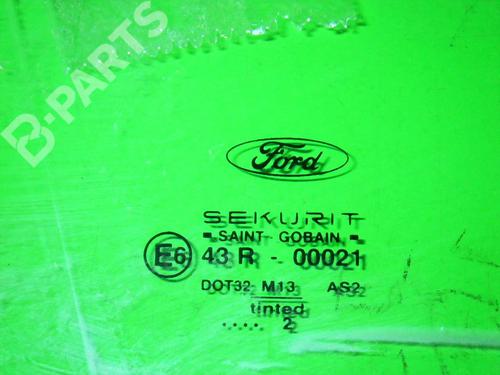 B-PARTS
Ford
SEKURIT
SAINT GOBAIN
E6 43 R - 00021
DOT32 M13 AS2
tinted
.... 2